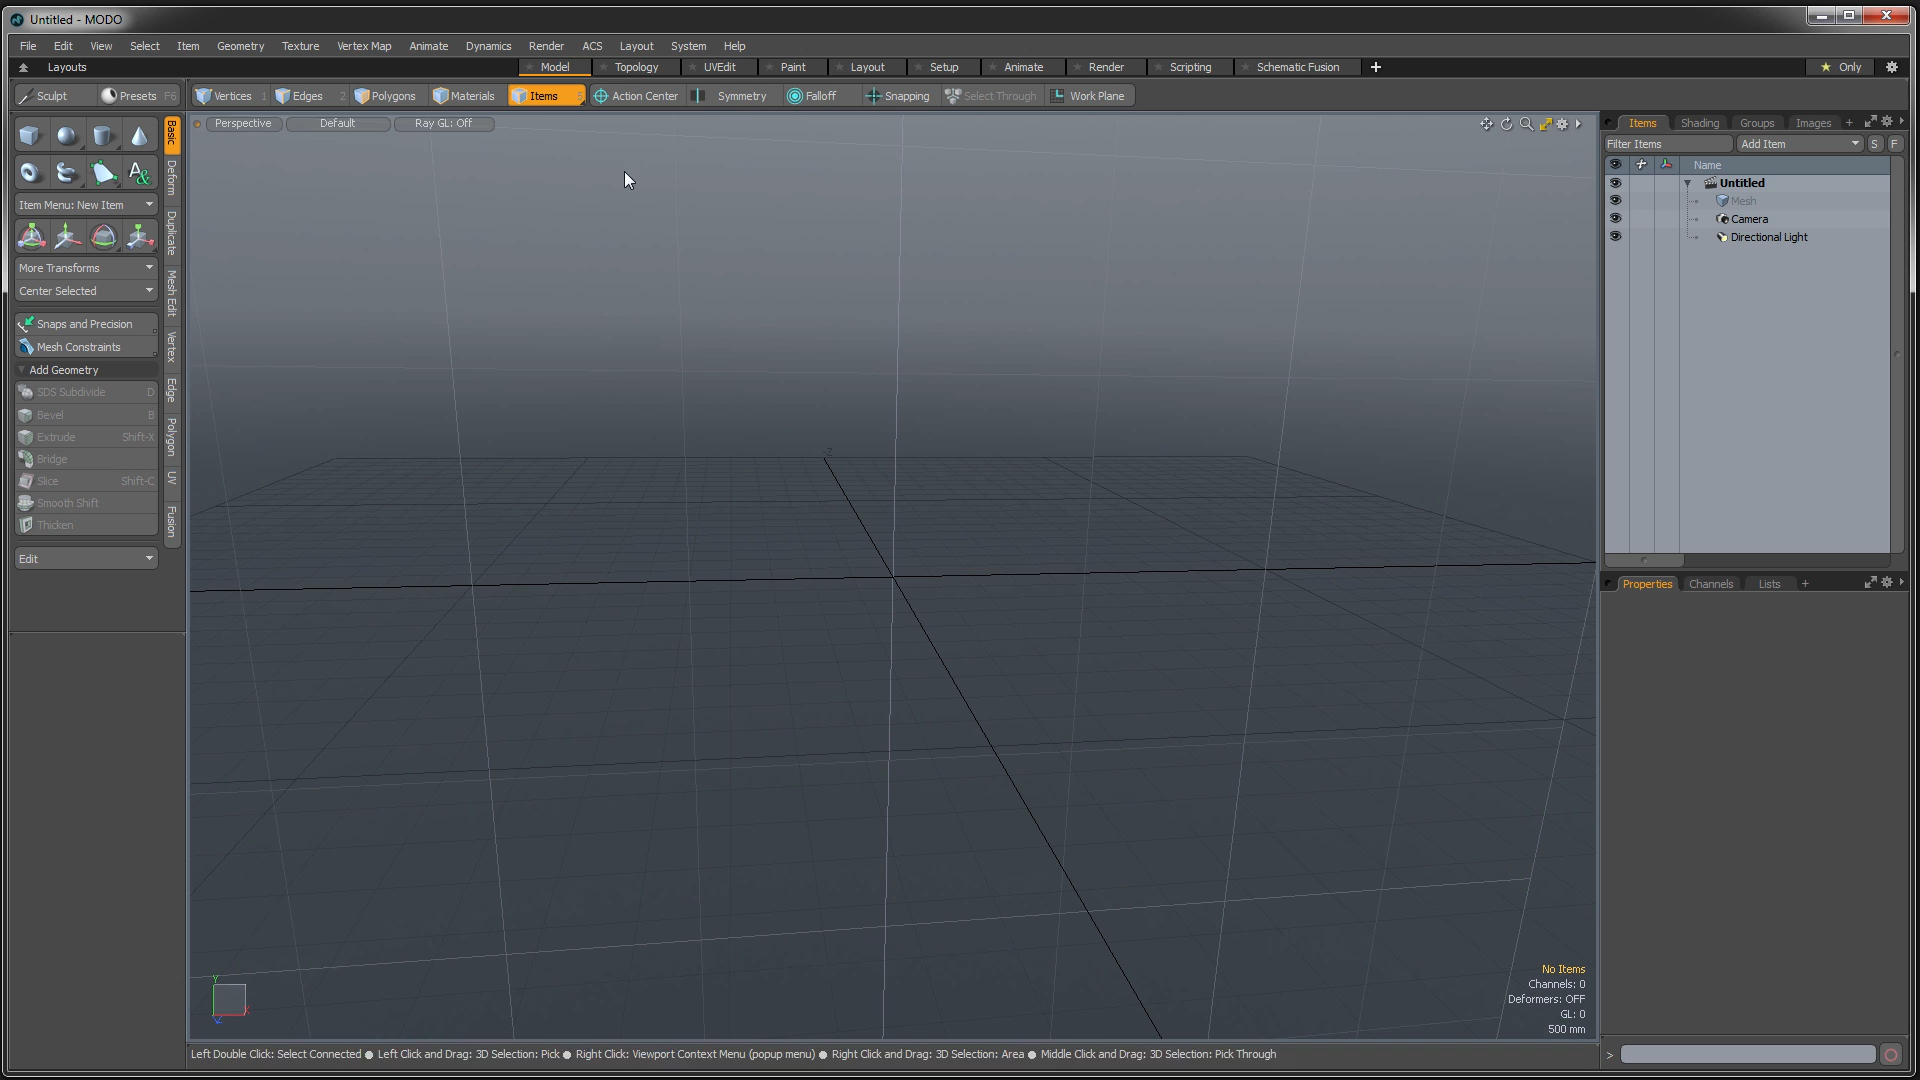 Untitled - MODO
File Edit View Select Item Geometry Texture Vertex Map Animate Dynamics Render ACS Layout System Help
Layouts Model Topology UVEdit Paint Layout Setup Animate Render Scripting Schematic Fusion + Only
Sculpt Presets F6 Vertices 1 Edges 2 Polygons Materials Items 5 Action Center Symmetry Falloff Snapping Select Through Work Plane
Perspective Default Ray GL: Off
Basic
Deform
Duplicate
Mesh Edit
Vertex
Edge
Polygon
UV
Fusion
Item Menu: New Item
More Transforms
Center Selected
Snaps and Precision
Mesh Constraints
Add Geometry
SDS Subdivide D
Bevel B
Extrude Shift-X
Bridge
Slice Shift-C
Smooth Shift
Thicken
Edit
-Z
Y
X
Z
No Items
Channels: 0
Deformers: OFF
GL: 0
500 mm
Items Shading Groups Images +
Filter Items Add Item S F
Name
Untitled
Mesh
Camera
Directional Light
Properties Channels Lists +
Left Double Click: Select Connected ● Left Click and Drag: 3D Selection: Pick ● Right Click: Viewport Context Menu (popup menu) ● Right Click and Drag: 3D Selection: Area ● Middle Click and Drag: 3D Selection: Pick Through
>